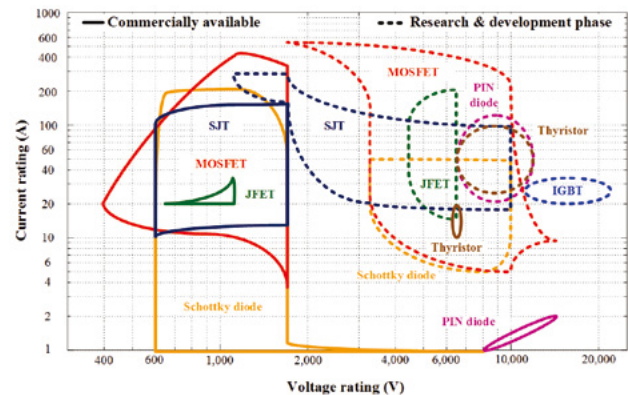 Commercially available
Research & development phase
Current rating (A)
1000
600
400
200
100
60
40
20
10
6
4
2
1
SJT
MOSFET
JFET
Schottky diode
MOSFET
SJT
JFET
PIN
diode
Thyristor
IGBT
Thyristor
Schottky diode
PIN diode
400
600
1,000
2,000
4,000
6,000
10,000
20,000
Voltage rating (V)